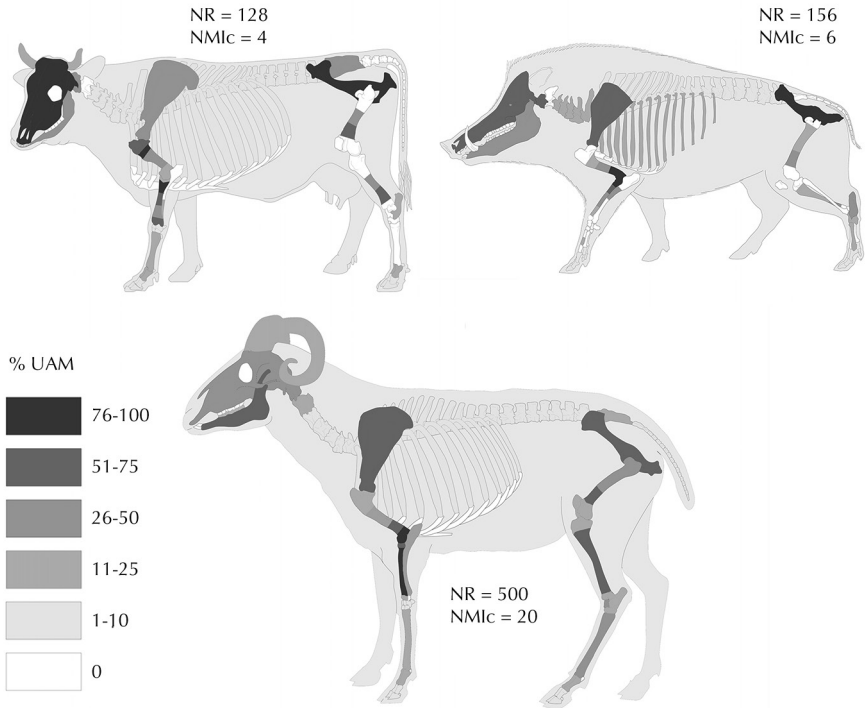 NR = 128
NMIc = 4
NR = 156
NMIc = 6
% UAM
76-100
51-75
26-50
11-25
1-10
0
NR = 500
NMIc = 20